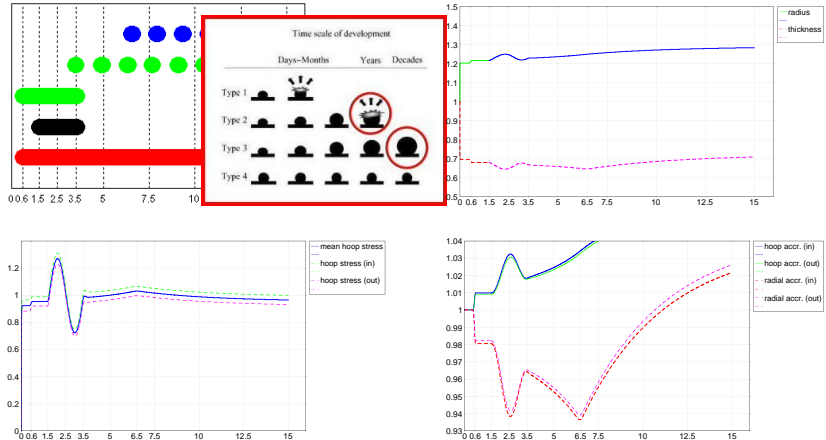 0 0.6 1.5 2.5 3.5 5 7.5
Time scale of development
Days-Months Years Decades
Type 1
Type 2
Type 3
Type 4
1.5
1.4
1.3
1.2
1.1
1
0.9
0.8
0.7
0.6
0.5
0 0.6 1.5 2.5 3.5 5 7.5 10 12.5 15
radius
thickness
1.2
1
0.8
0.6
0.4
0.2
0
0 0.6 1.5 2.5 3.5 5 6.5 7.5 10 12.5 15
mean hoop stress
hoop stress (in)
hoop stress (out)
1.04
1.03
1.02
1.01
1
0.99
0.98
0.97
0.96
0.95
0.94
0.93
0 0.6 1.5 2.5 3.5 5 6.5 7.5 10 12.5 15
hoop accr. (in)
hoop accr. (out)
radial accr. (in)
radial accr. (out)